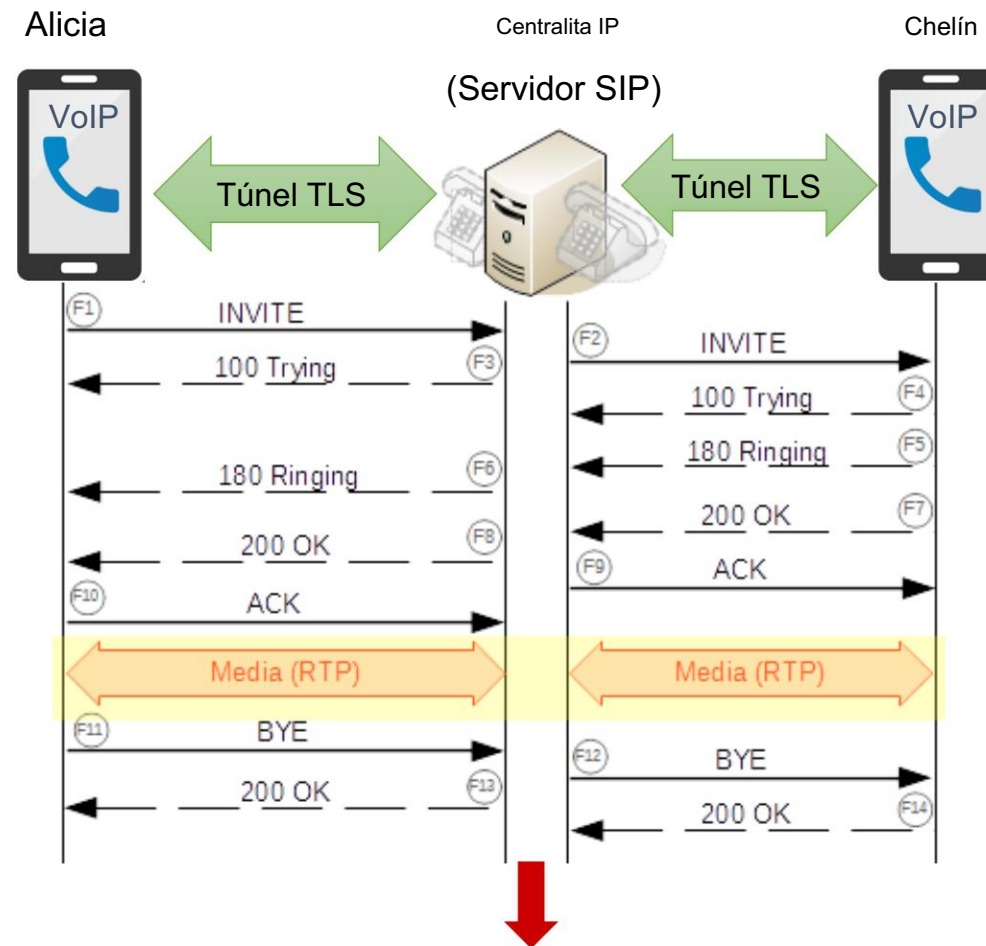 Alicia
Centralita IP
Chelín
(Servidor SIP)
VoIP
VoIP
Túnel TLS
Túnel TLS
F1
INVITE
F2
INVITE
100 Trying
F3
100 Trying
F4
180 Ringing
F5
180 Ringing
F6
200 OK
F7
200 OK
F8
F9
ACK
F10
ACK
Media (RTP)
Media (RTP)
F11
BYE
F12
BYE
200 OK
F13
200 OK
F14